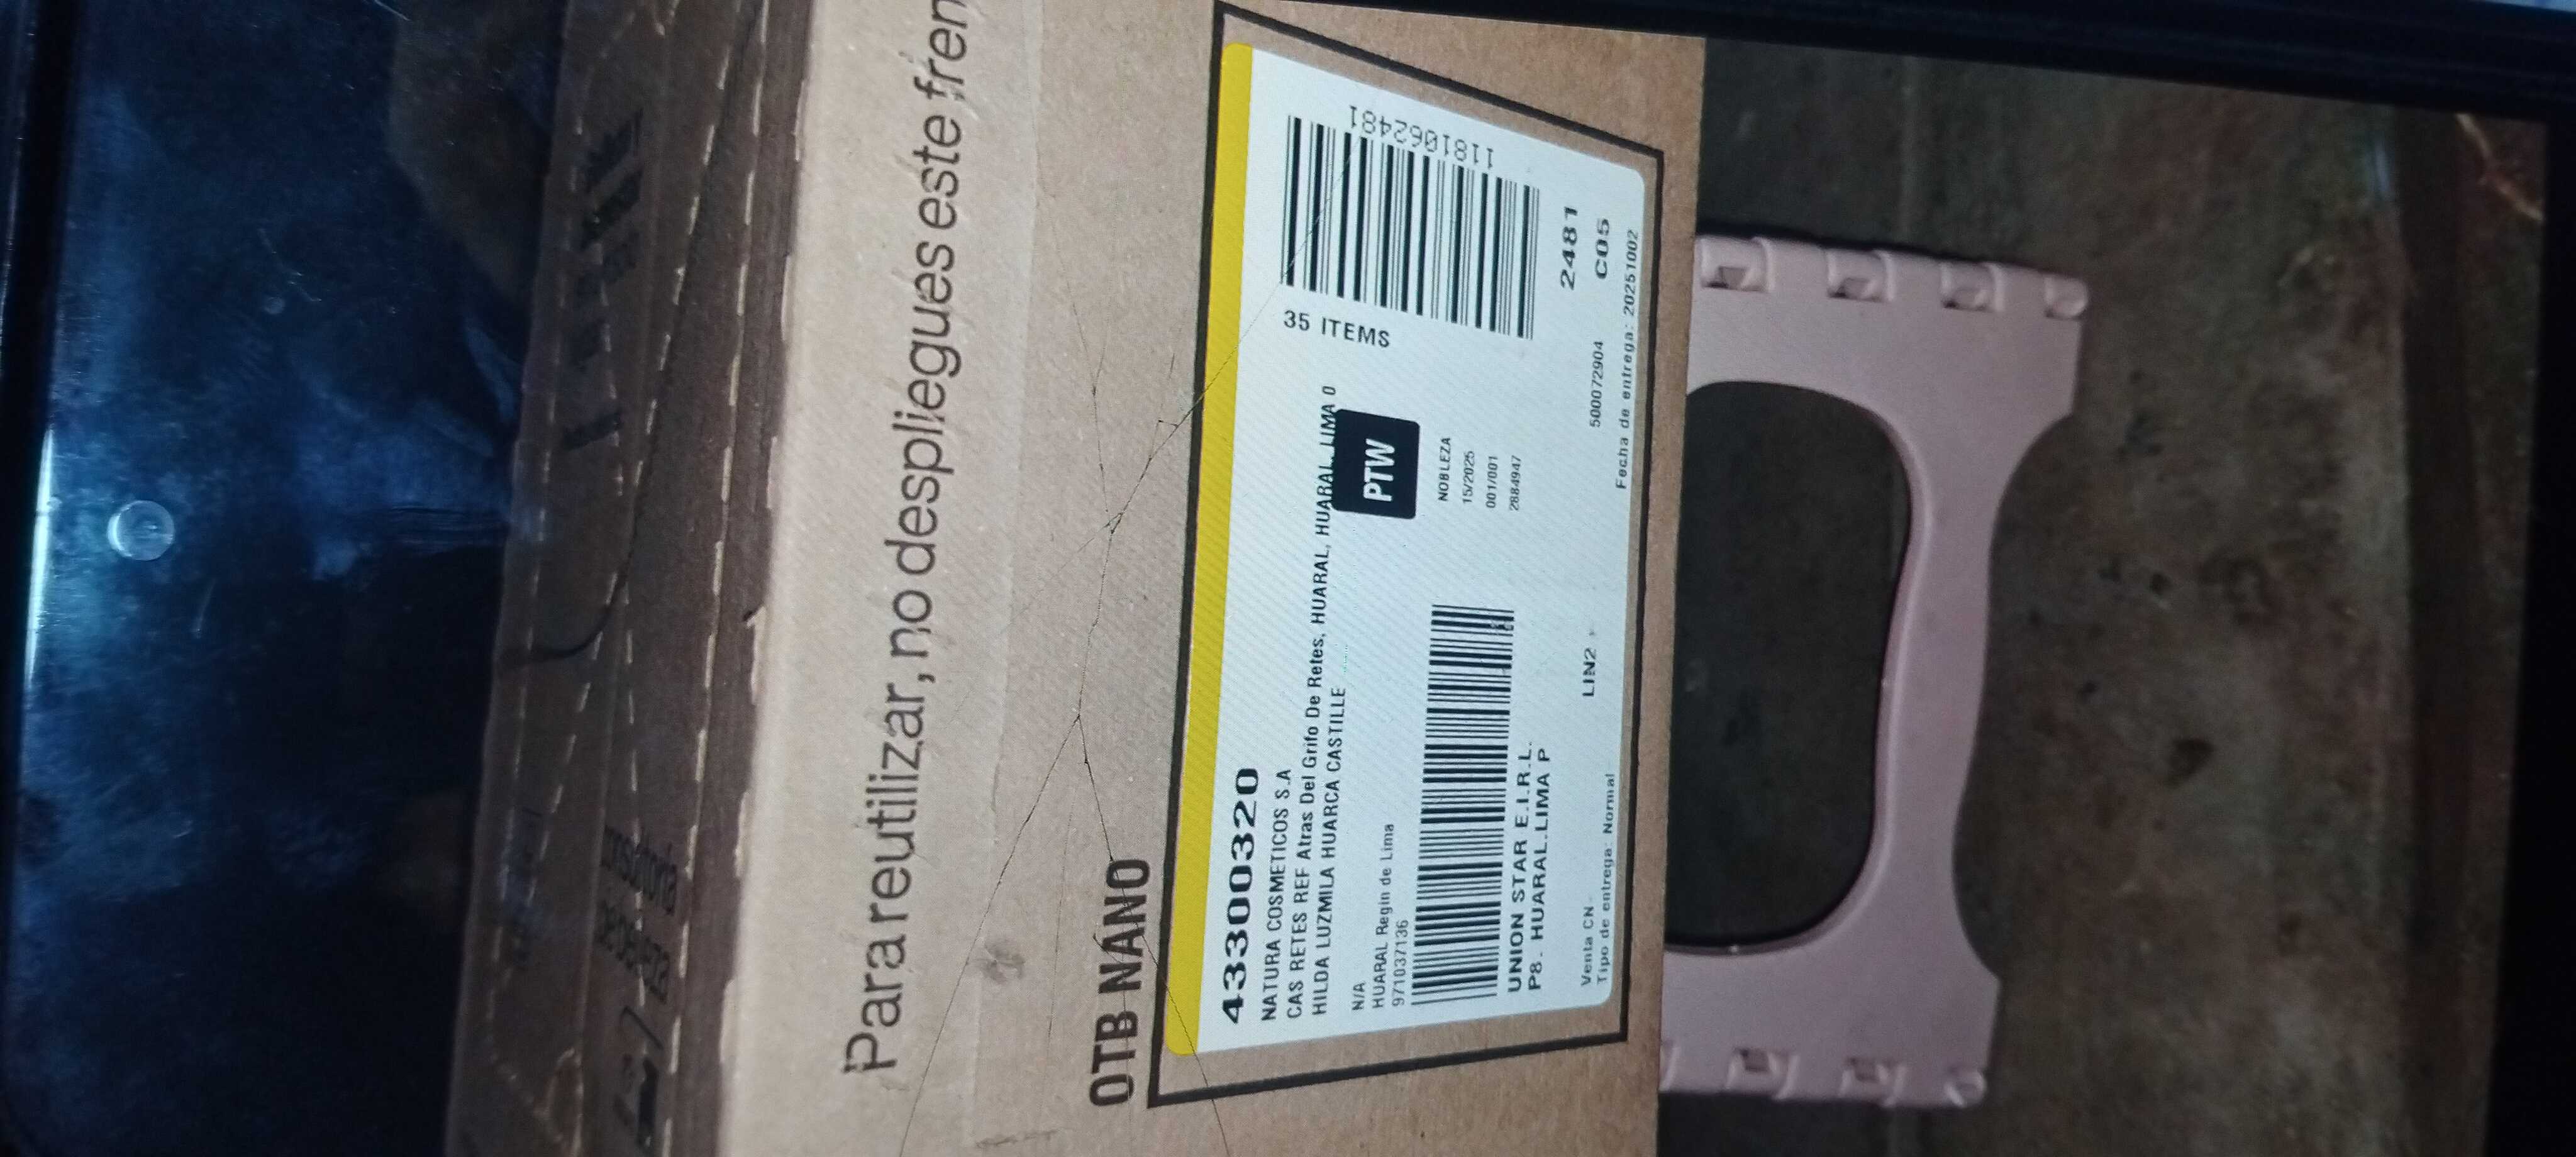 Para reutilizar, no despliegues este fren
OTB NANO
4330032​0
NATURA COSMETICOS S.A
CAS RETES REF Atras Del Grifo De Retes, HUARAL, HUARAL, LIMA 0
HILDA LUZMILA HUARCA CASTILLE
N/A
HUARAL Regin de Lima
971037136
35 ITEMS
1181062481
PTW
NOBLEZA
15/2025
001/001
2884947
UNION STAR E.I.R.L.
P8. HUARAL.LIMA P
2481
C05
Venta CN-
LIN2
500072904
Tipo de entrega: Normal
Fecha de entrega: 20251002